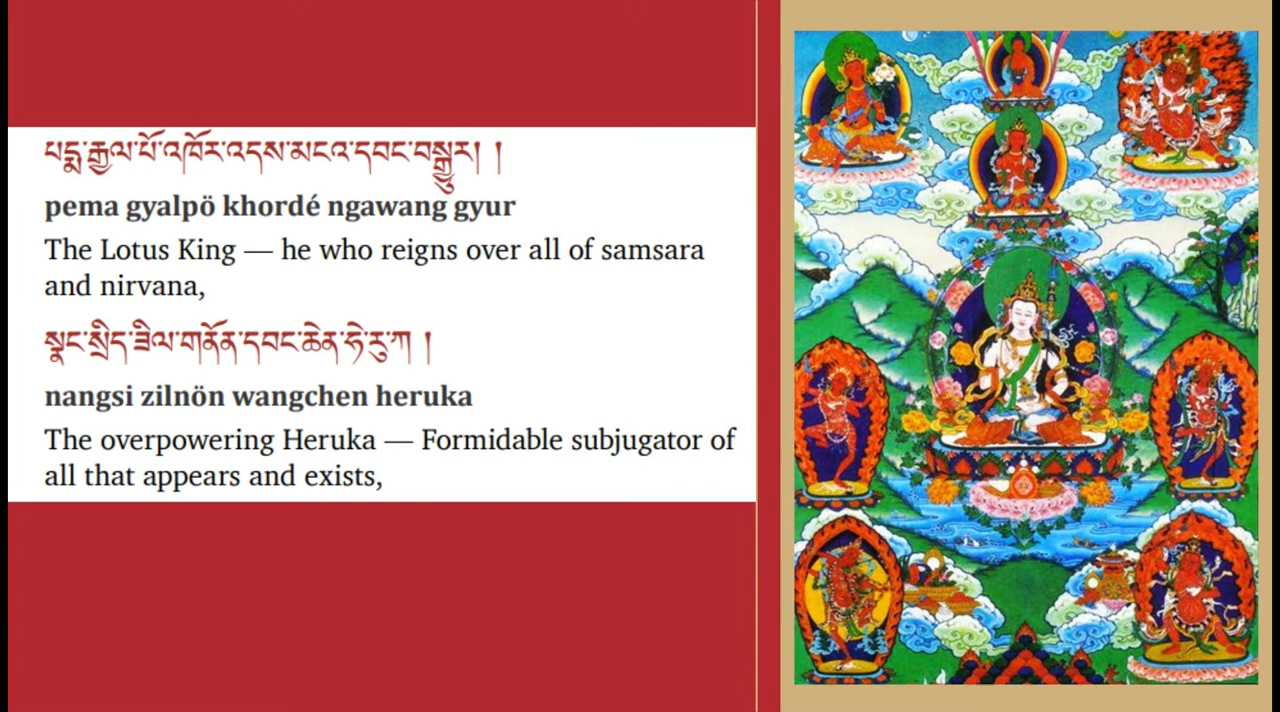 པདྨ་རྒྱལ་པོ་འཁོར་འདས་མངའ་དབང་བསྒྱུར། །
pema gyalpö khordé ngawang gyur
The Lotus King — he who reigns over all of samsara
and nirvana,
སྣང་སྲིད་ཟིལ་གནོན་དབང་ཆེན་ཧེ་རུ་ཀ །
nangsi zilnön wangchen heruka
The overpowering Heruka — Formidable subjugator of
all that appears and exists,